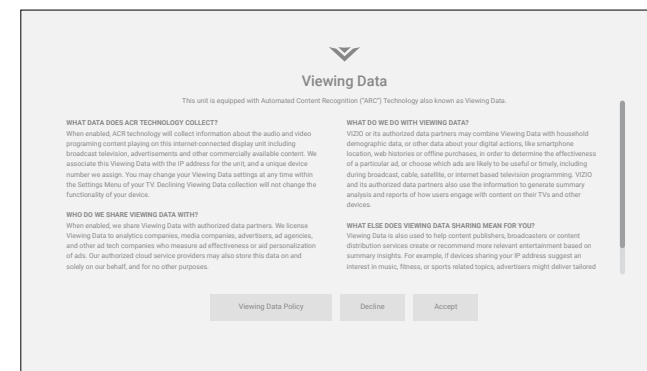 Viewing Data
This unit is equipped with Automated Content Recognition ("ARC") Technology also known as Viewing Data.
WHAT DATA DOES ACR TECHNOLOGY COLLECT?
When enabled, ACR technology will collect information about the audio and video
programing content playing on this internet-connected display unit including
broadcast television, advertisements and other commercially available content. We
associate this Viewing Data with the IP address for the unit, and a unique device
number we assign. You may change your Viewing Data settings at any time within
the Settings Menu of your TV. Declining Viewing Data collection will not change the
functionality of your device.
WHO DO WE SHARE VIEWING DATA WITH?
When enabled, we share Viewing Data with authorized data partners. We license
Viewing Data to analytics companies, media companies, advertisers, ad agencies,
and other ad tech companies who measure ad effectiveness or aid personalization
of ads. Our authorized cloud service providers may also store this data on and
solely on our behalf, and for no other purposes.
WHAT DO WE DO WITH VIEWING DATA?
VIZIO or its authorized data partners may combine Viewing Data with household
demographic data, or other data about your digital actions, like smartphone
location, web histories or offline purchases, in order to determine the effectiveness
of a particular ad, or choose which ads are likely to be useful or timely, including
during broadcast, cable, satellite, or internet based television programming. VIZIO
and its authorized data partners also use the information to generate summary
analysis and reports of how users engage with content on their TVs and other
devices.
WHAT ELSE DOES VIEWING DATA SHARING MEAN FOR YOU?
Viewing Data is also used to help content publishers, broadcasters or content
distribution services create or recommend more relevant entertainment based on
summary insights. For example, if devices sharing your IP address suggest an
interest in music, fitness, or sports related topics, advertisers might deliver tailored
Viewing Data Policy
Decline
Accept